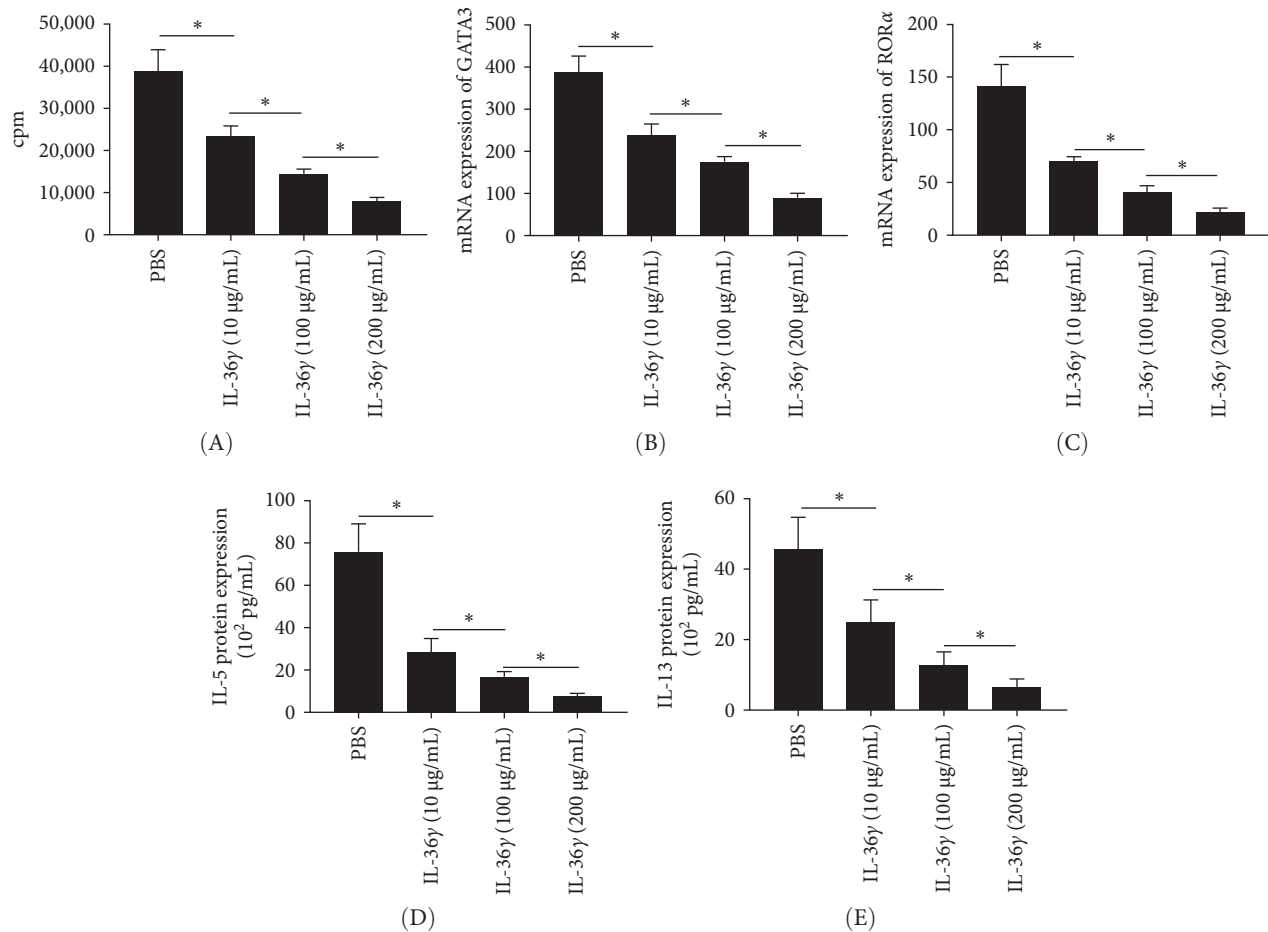 50,000
40,000
30,000
20,000
10,000
0
cpm
*
*
*
PBS
IL-36γ (10 μg/mL)
IL-36γ (100 μg/mL)
IL-36γ (200 μg/mL)
(A)
500
400
300
200
100
0
mRNA expression of GATA3
*
*
*
PBS
IL-36γ (10 μg/mL)
IL-36γ (100 μg/mL)
IL-36γ (200 μg/mL)
(B)
200
150
100
50
0
mRNA expression of RORα
*
*
*
PBS
IL-36γ (10 μg/mL)
IL-36γ (100 μg/mL)
IL-36γ (200 μg/mL)
(C)
100
80
60
40
20
0
IL-5 protein expression
(10² pg/mL)
*
*
*
PBS
IL-36γ (10 μg/mL)
IL-36γ (100 μg/mL)
IL-36γ (200 μg/mL)
(D)
60
40
20
0
IL-13 protein expression
(10² pg/mL)
*
*
*
PBS
IL-36γ (10 μg/mL)
IL-36γ (100 μg/mL)
IL-36γ (200 μg/mL)
(E)